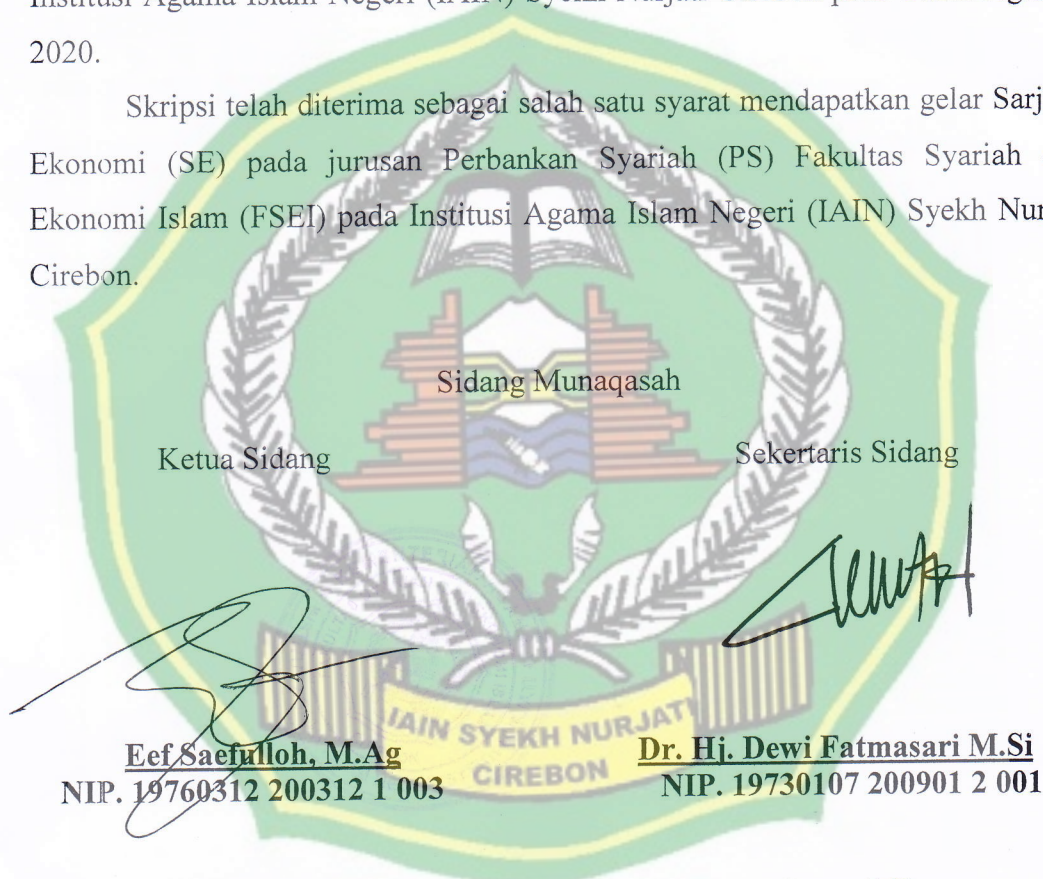 2020.
Skripsi telah diterima sebagai salah satu syarat mendapatkan gelar Sarj
Ekonomi (SE) pada jurusan Perbankan Syariah (PS) Fakultas Syariah
Ekonomi Islam (FSEI) pada Institusi Agama Islam Negeri (IAIN) Syekh Nur
Cirebon.
Sidang Munaqasah
Ketua Sidang
Sekertaris Sidang
IAIN SYEKH NURJATI
CIREBON
Eef Saefulloh, M.Ag
NIP. 19760312 200312 1 003
Dr. Hj. Dewi Fatmasari M.Si
NIP. 19730107 200901 2 001